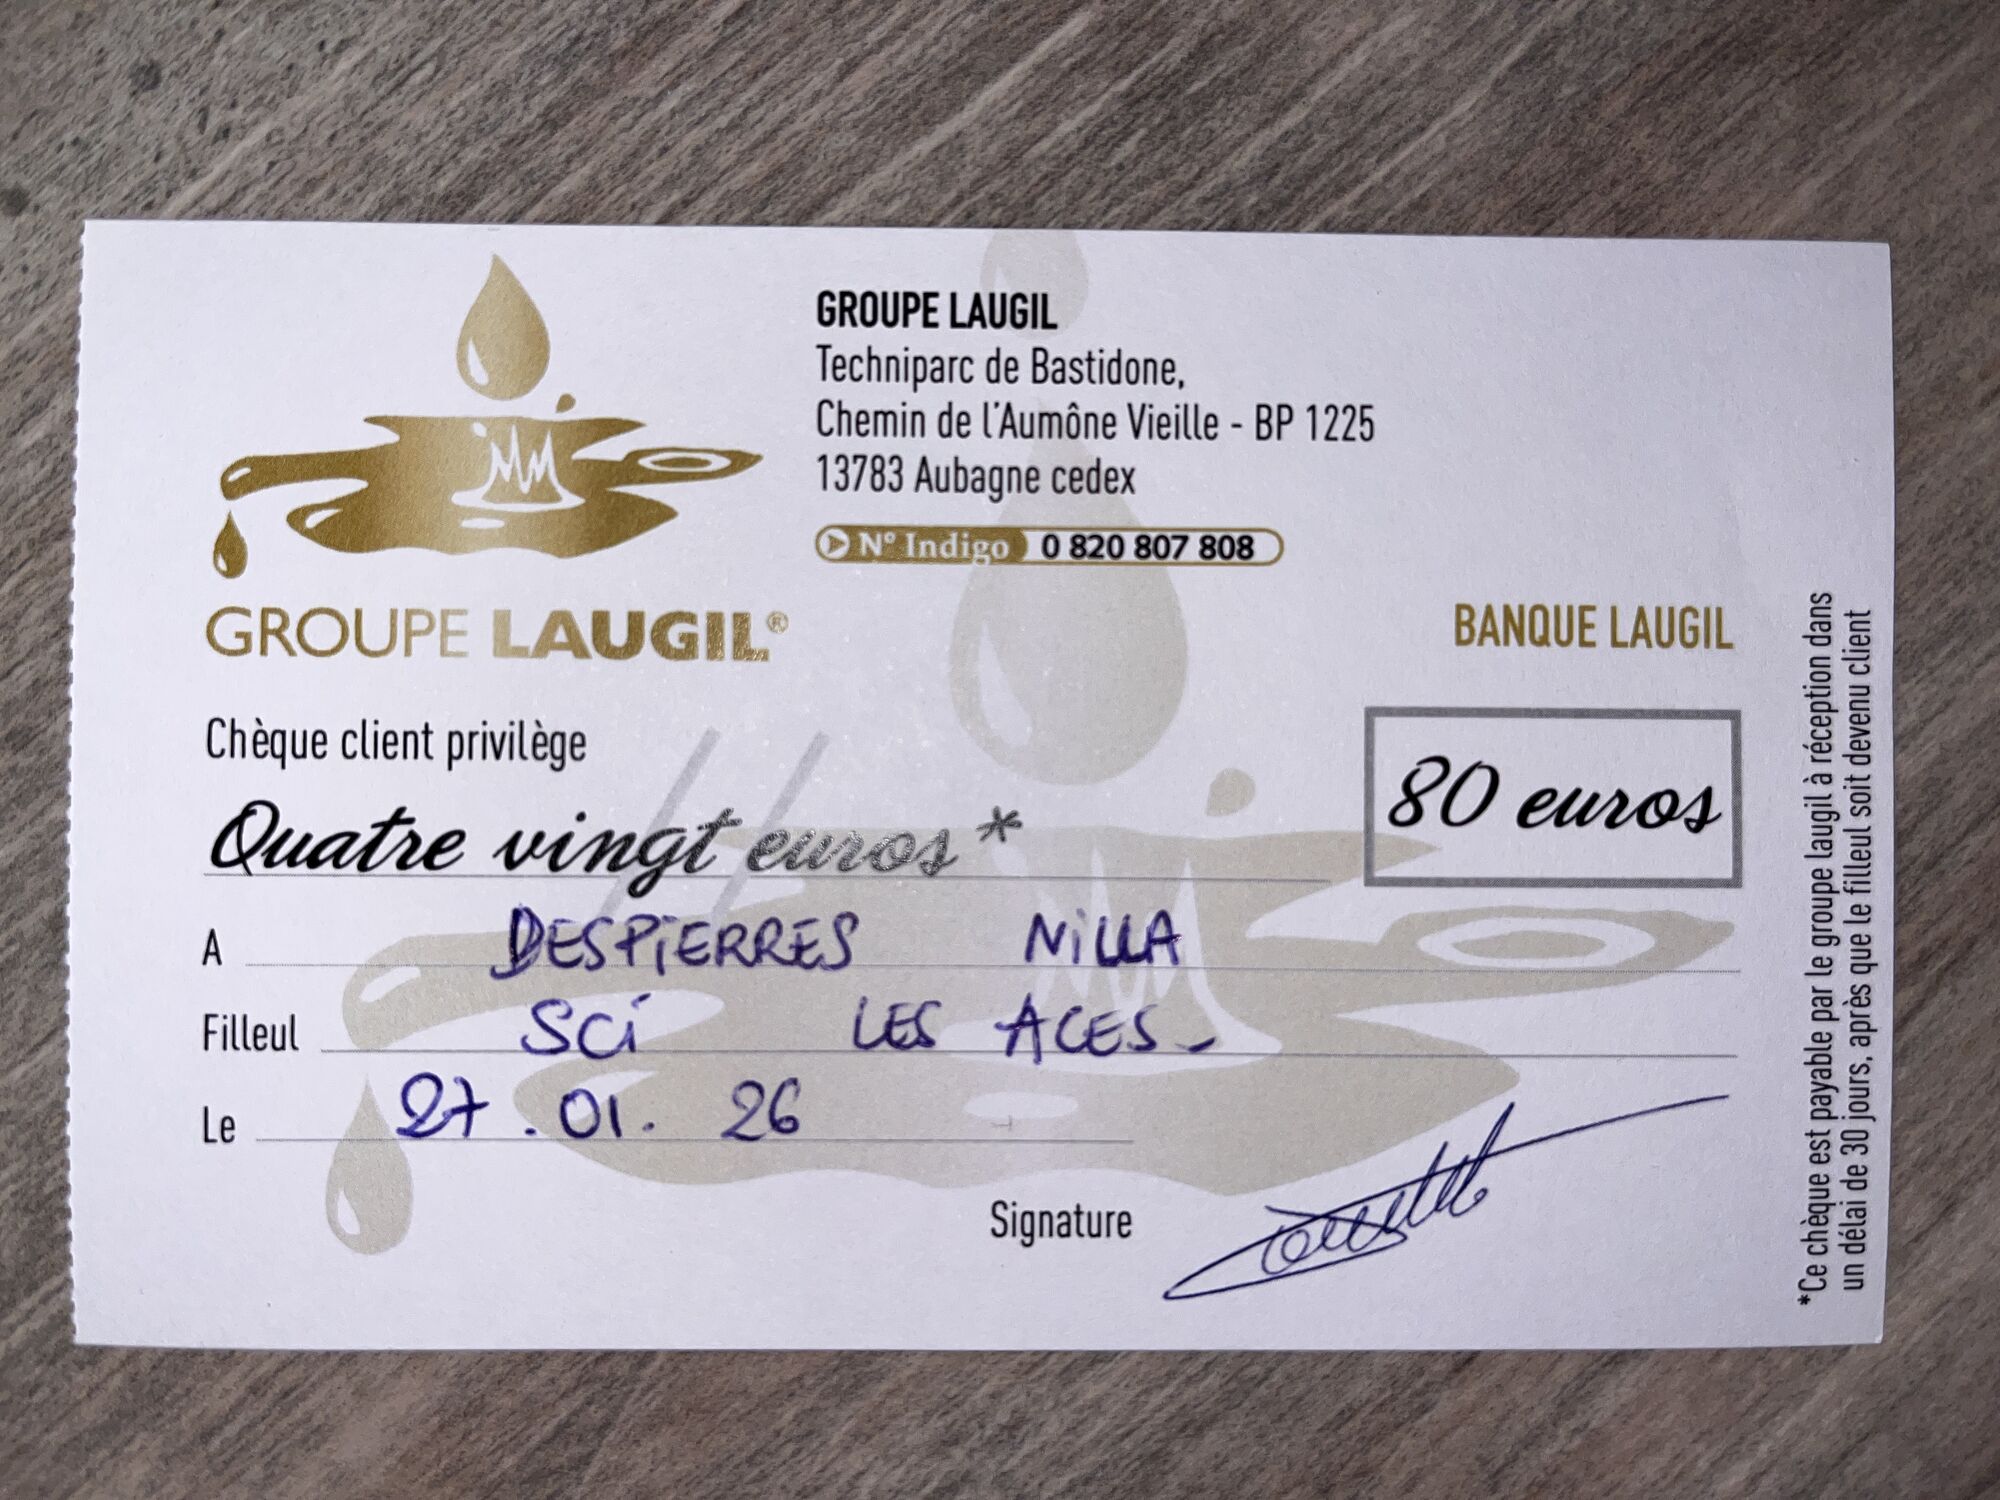 GROUPE LAUGIL
Techniparc de Bastidone,
Chemin de l'Aumône Vieille - BP 1225
13783 Aubagne cedex
N° Indigo 0 820 807 808
GROUPE LAUGIL®
BANQUE LAUGIL
Chèque client privilège
Quatre vingt euros*
80 euros
A DESPIERRES NILLA
Filleul SCI LES ACES-
Le 27.01.26
Signature
*Ce chèque est payable par le groupe laugil à réception dans
un délai de 30 jours, après que le filleul soit devenu client